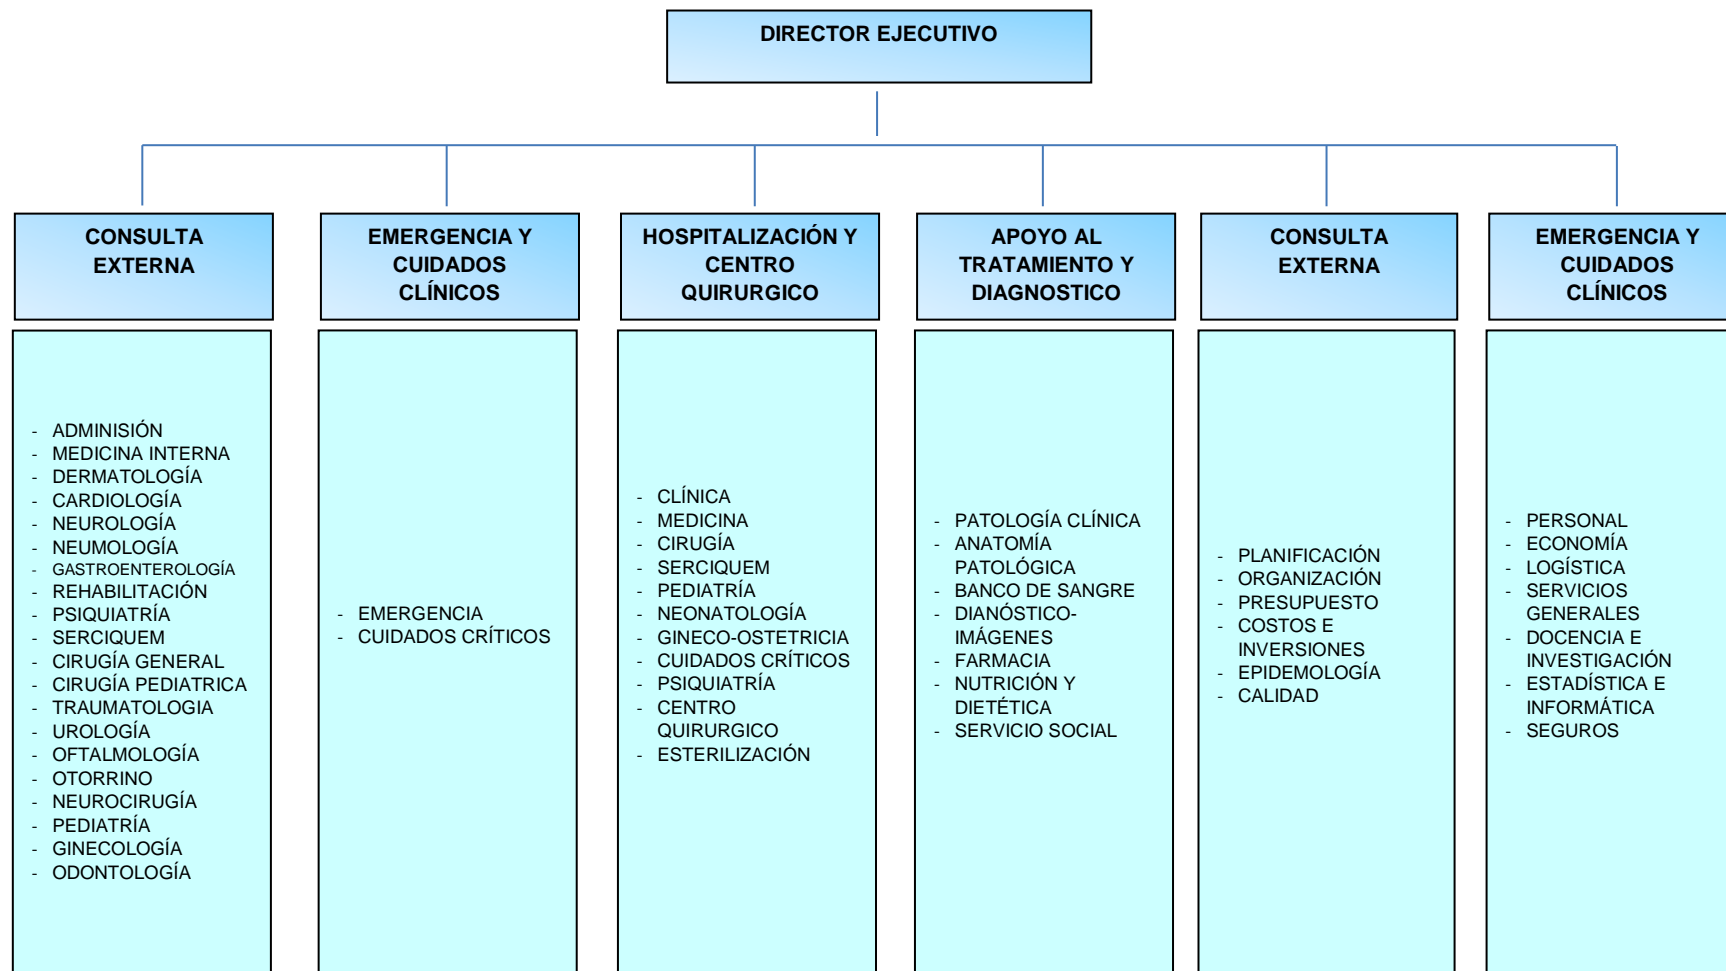 DIRECTOR EJECUTIVO
CONSULTA
EXTERNA
- ADMINISIÓN
- MEDICINA INTERNA
- DERMATOLOGÍA
- CARDIOLOGÍA
- NEUROLOGÍA
- NEUMOLOGÍA
- GASTROENTEROLOGÍA
- REHABILITACIÓN
- PSIQUIATRÍA
- SERCIQUEM
- CIRUGÍA GENERAL
- CIRUGÍA PEDIATRICA
- TRAUMATOLOGIA
- UROLOGÍA
- OFTALMOLOGÍA
- OTORRINO
- NEUROCIRUGÍA
- PEDIATRÍA
- GINECOLOGÍA
- ODONTOLOGÍA
EMERGENCIA Y
CUIDADOS
CLÍNICOS
- EMERGENCIA
- CUIDADOS CRÍTICOS
HOSPITALIZACIÓN Y
CENTRO
QUIRURGICO
- CLÍNICA
- MEDICINA
- CIRUGÍA
- SERCIQUEM
- PEDIATRÍA
- NEONATOLOGÍA
- GINECO-OSTETRICIA
- CUIDADOS CRÍTICOS
- PSIQUIATRÍA
- CENTRO
QUIRURGICO
- ESTERILIZACIÓN
APOYO AL
TRATAMIENTO Y
DIAGNOSTICO
- PATOLOGÍA CLÍNICA
- ANATOMÍA
PATOLÓGICA
- BANCO DE SANGRE
- DIANÓSTICO-
IMÁGENES
- FARMACIA
- NUTRICIÓN Y
DIETÉTICA
- SERVICIO SOCIAL
CONSULTA
EXTERNA
- PLANIFICACIÓN
- ORGANIZACIÓN
- PRESUPUESTO
- COSTOS E
INVERSIONES
- EPIDEMOLOGÍA
- CALIDAD
EMERGENCIA Y
CUIDADOS
CLÍNICOS
- PERSONAL
- ECONOMÍA
- LOGÍSTICA
- SERVICIOS
GENERALES
- DOCENCIA E
INVESTIGACIÓN
- ESTADÍSTICA E
INFORMÁTICA
- SEGUROS